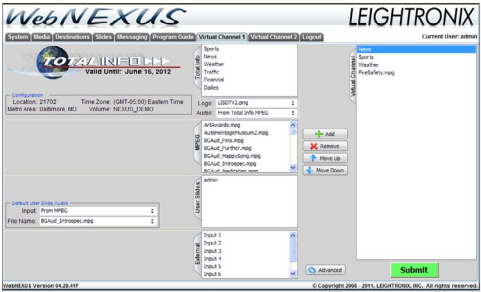 WebNEXUS
LEIGHTRONIX
System Media Destinations Slides Messaging Program Guide Virtual Channel 1 Virtual Channel 2 Logout
Current User: admin
TOTAL INFO
Valid Until: June 16, 2012
Configuration
Location: 21702
Time Zone: (GMT-05:00) Eastern Time
Metro Area: Baltimore, MD
Volume: NEXUS_DEMO
Default User Slide Audio
Input: From MPEG
File Name: BGAud_Introspec.mpg
Total Info
Sports
News
Weather
Traffic
Financial
Dailies
Logo: LISDTV2.png
Audio: From Total Info MPEG
MPEG
ArtAwards.mpg
AutoHeritageMuseum2.mpg
BGAud_Fino.mpg
BGAud_Further.mpg
BGAud_HappySong.mpg
BGAud_Introspec.mpg
BGAud_Meditation.mpg
User Slides
admin
External
Input 1
Input 2
Input 3
Input 4
Input 5
Input 6
Add
Remove
Move Up
Move Down
Advanced
Virtual Channel
News
Sports
Weather
FireSafety.mpg
Submit
WebNEXUS Version 04.20.41F
© Copyright 2006 - 2011, LEIGHTRONIX, INC. All rights reserved.